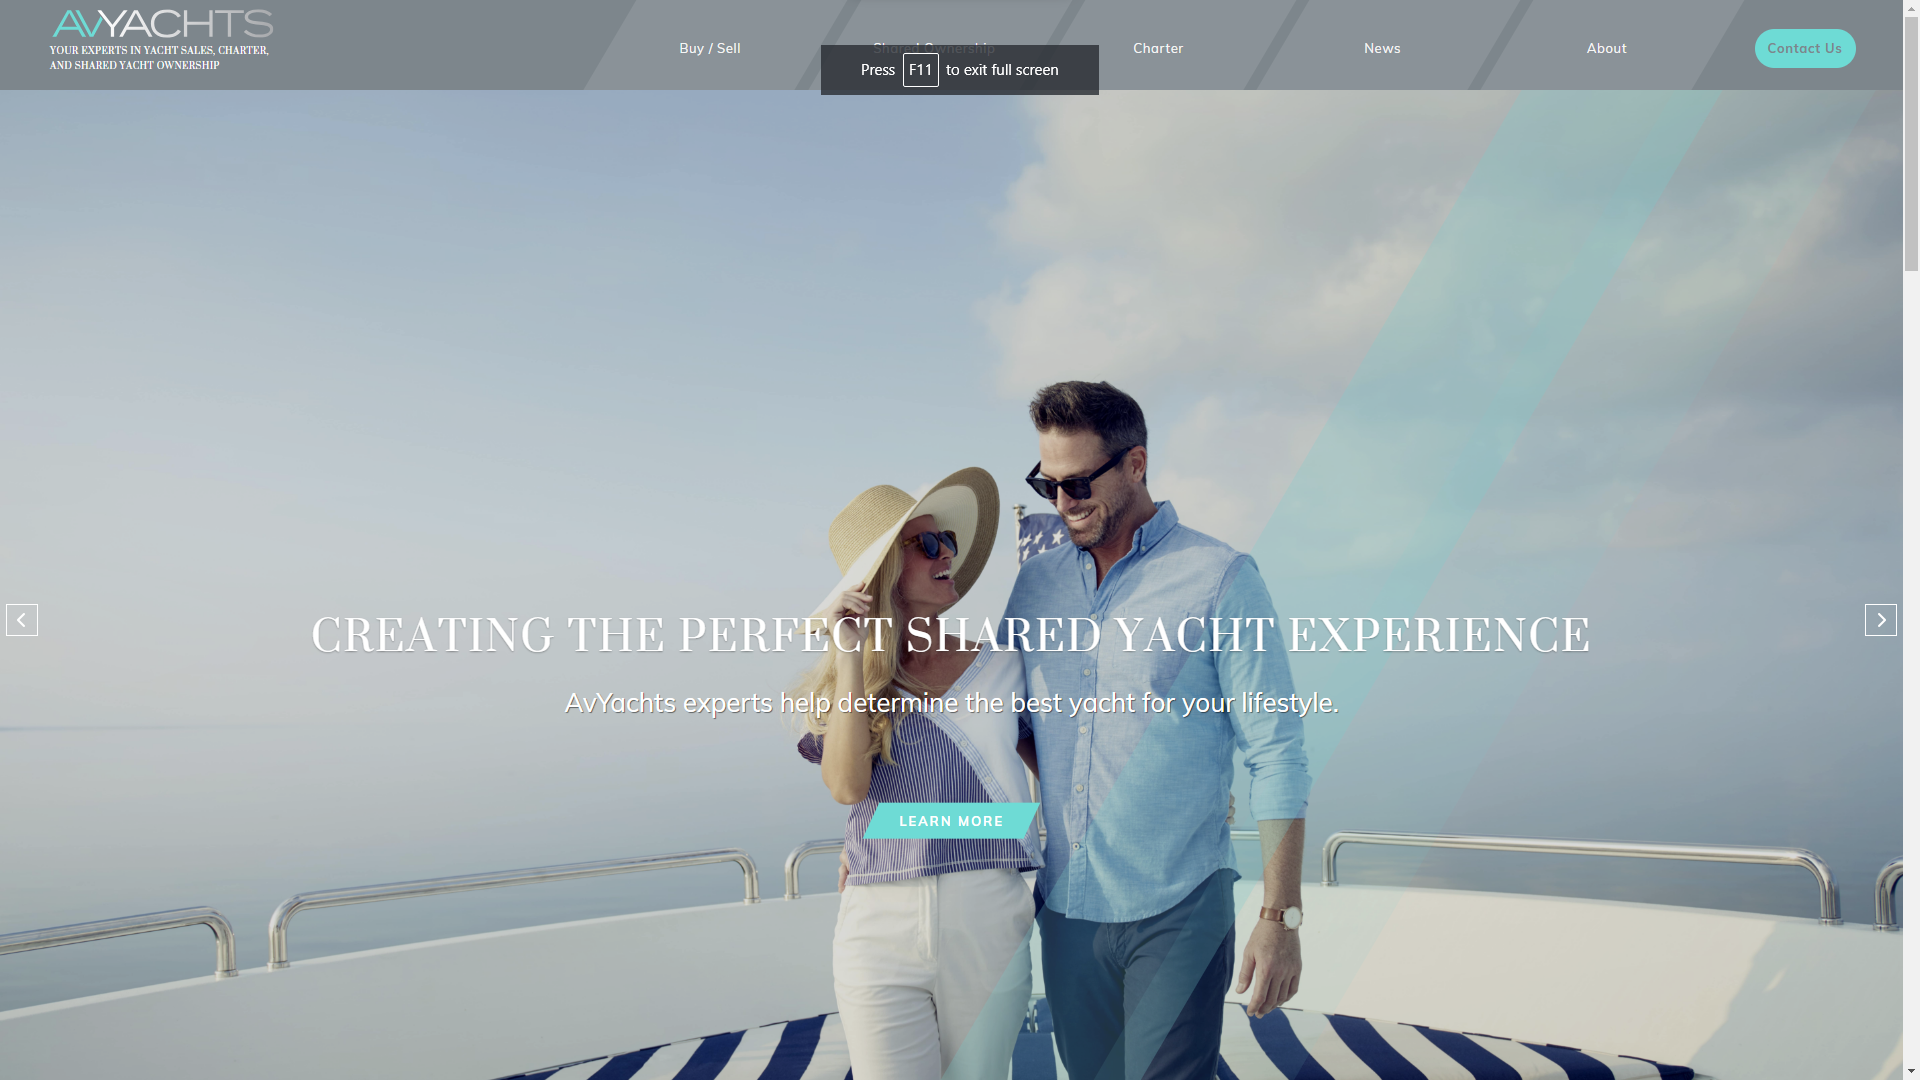 AVYACHTS
YOUR EXPERTS IN YACHT SALES, CHARTER,
AND SHARED YACHT OWNERSHIP
Buy / Sell
Shared Ownership
Charter
News
About
Contact Us
Press F11 to exit full screen
CREATING THE PERFECT SHARED YACHT EXPERIENCE
AvYachts experts help determine the best yacht for your lifestyle.
LEARN MORE